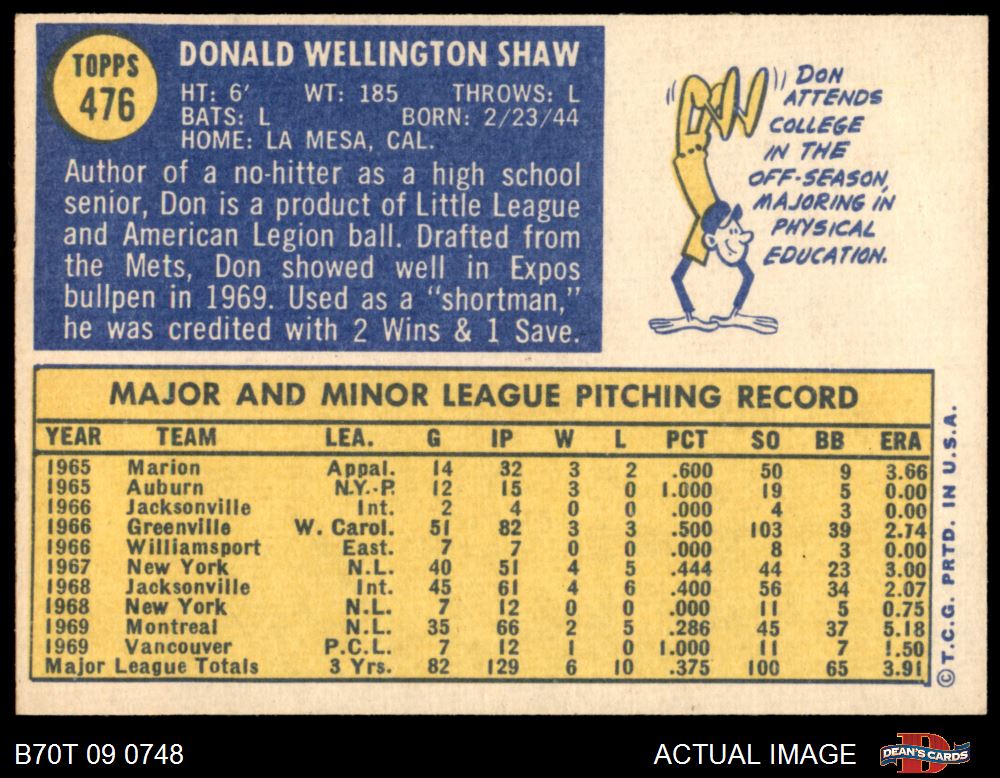 TOPPS
476
DONALD WELLINGTON SHAW
HT: 6' WT: 185 THROWS: L
BATS: L BORN: 2/23/44
HOME: LA MESA, CAL.
Author of a no-hitter as a high school
senior, Don is a product of Little League
and American Legion ball. Drafted from
the Mets, Don showed well in Expos
bullpen in 1969. Used as a "shortman,"
he was credited with 2 Wins & 1 Save.
DON
ATTENDS
COLLEGE
IN THE
OFF-SEASON,
MAJORING IN
PHYSICAL
EDUCATION.
MAJOR AND MINOR LEAGUE PITCHING RECORD
YEAR TEAM LEA. G IP W L PCT SO BB ERA
1965 Marion Appal. 14 32 3 2 .600 50 9 3.66
1965 Auburn N.Y.-P. 12 15 3 0 1.000 19 5 0.00
1966 Jacksonville Int. 2 4 0 0 .000 4 3 0.00
1966 Greenville W. Carol. 51 82 3 3 .500 103 39 2.74
1966 Williamsport East. 7 7 0 0 .000 8 3 0.00
1967 New York N.L. 40 51 4 5 .444 44 23 3.00
1968 Jacksonville Int. 45 61 4 6 .400 56 34 2.07
1968 New York N.L. 7 12 0 0 .000 11 5 0.75
1969 Montreal N.L. 35 66 2 5 .286 45 37 5.18
1969 Vancouver P.C.L. 7 12 1 0 1.000 11 7 1.50
Major League Totals 3 Yrs. 82 129 6 10 .375 100 65 3.91
© T.C.G. PRTD. IN U.S.A.
B70T 09 0748
ACTUAL IMAGE
DEAN'S CARDS